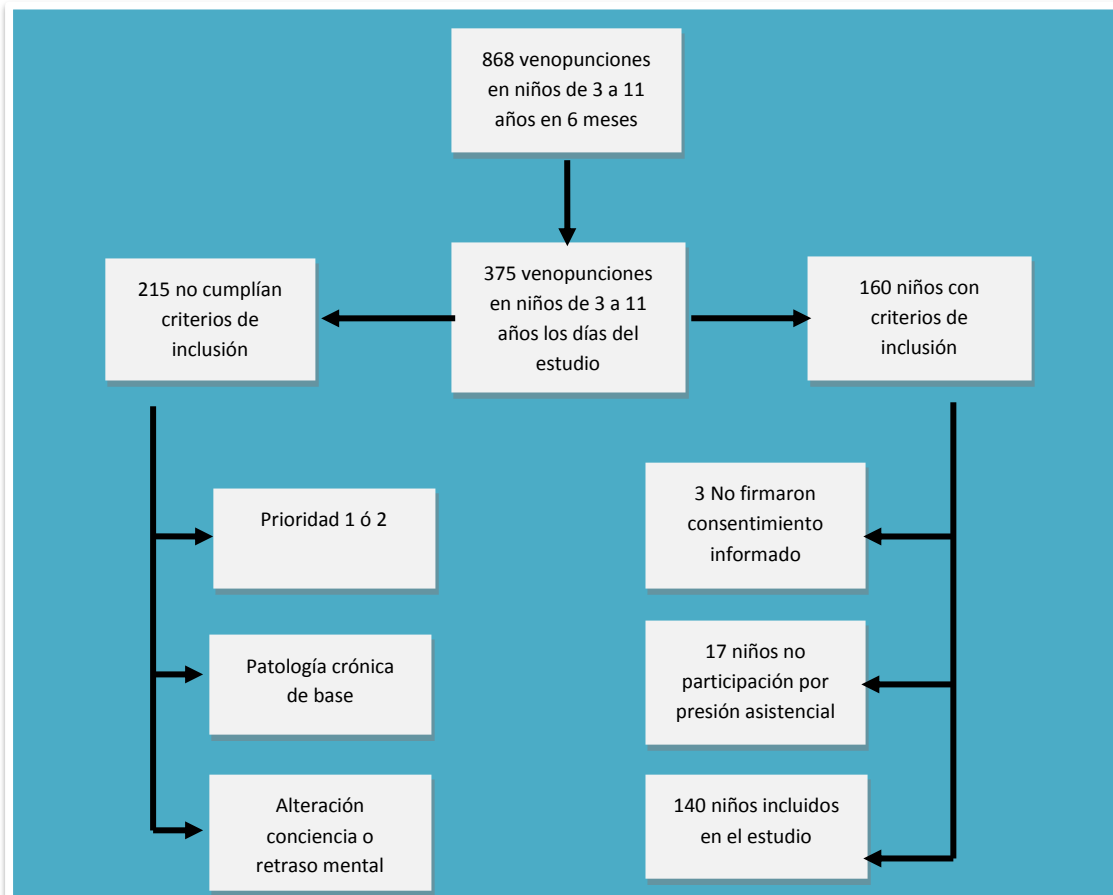 868 venopunciones
en niños de 3 a 11
años en 6 meses
215 no cumplían
criterios de
inclusión
375 venopunciones
en niños de 3 a 11
años los días del
estudio
160 niños con
criterios de
inclusión
Prioridad 1 ó 2
Patología crónica
de base
Alteración
conciencia o
retraso mental
3 No firmaron
consentimiento
informado
17 niños no
participación por
presión asistencial
140 niños incluidos
en el estudio